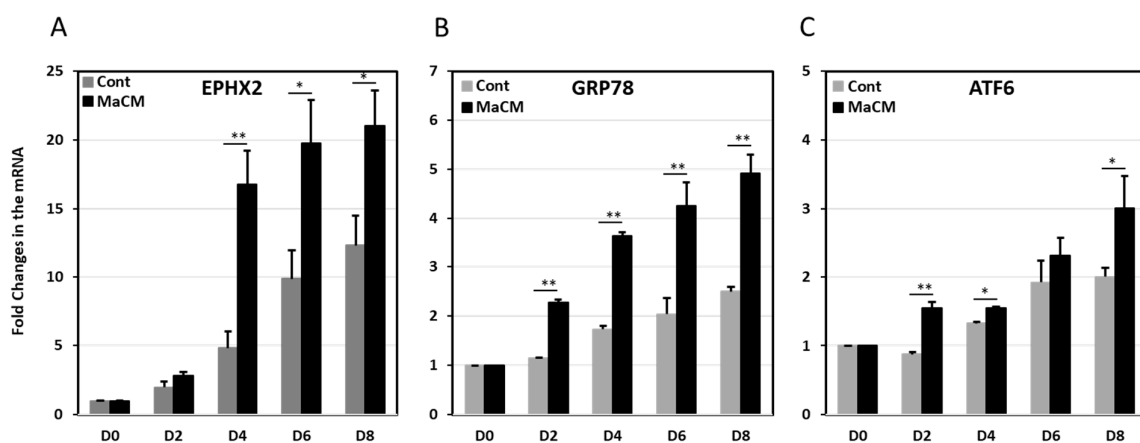 A
B
C
Fold Changes in the mRNA
25
20
15
10
5
0
Cont
MaCM
EPHX2
**
*
*
D0 D2 D4 D6 D8
7
6
5
4
3
2
1
0
Cont
MaCM
GRP78
**
**
**
**
D0 D2 D4 D6 D8
5
4
3
2
1
0
Cont
MaCM
ATF6
**
*
*
D0 D2 D4 D6 D8